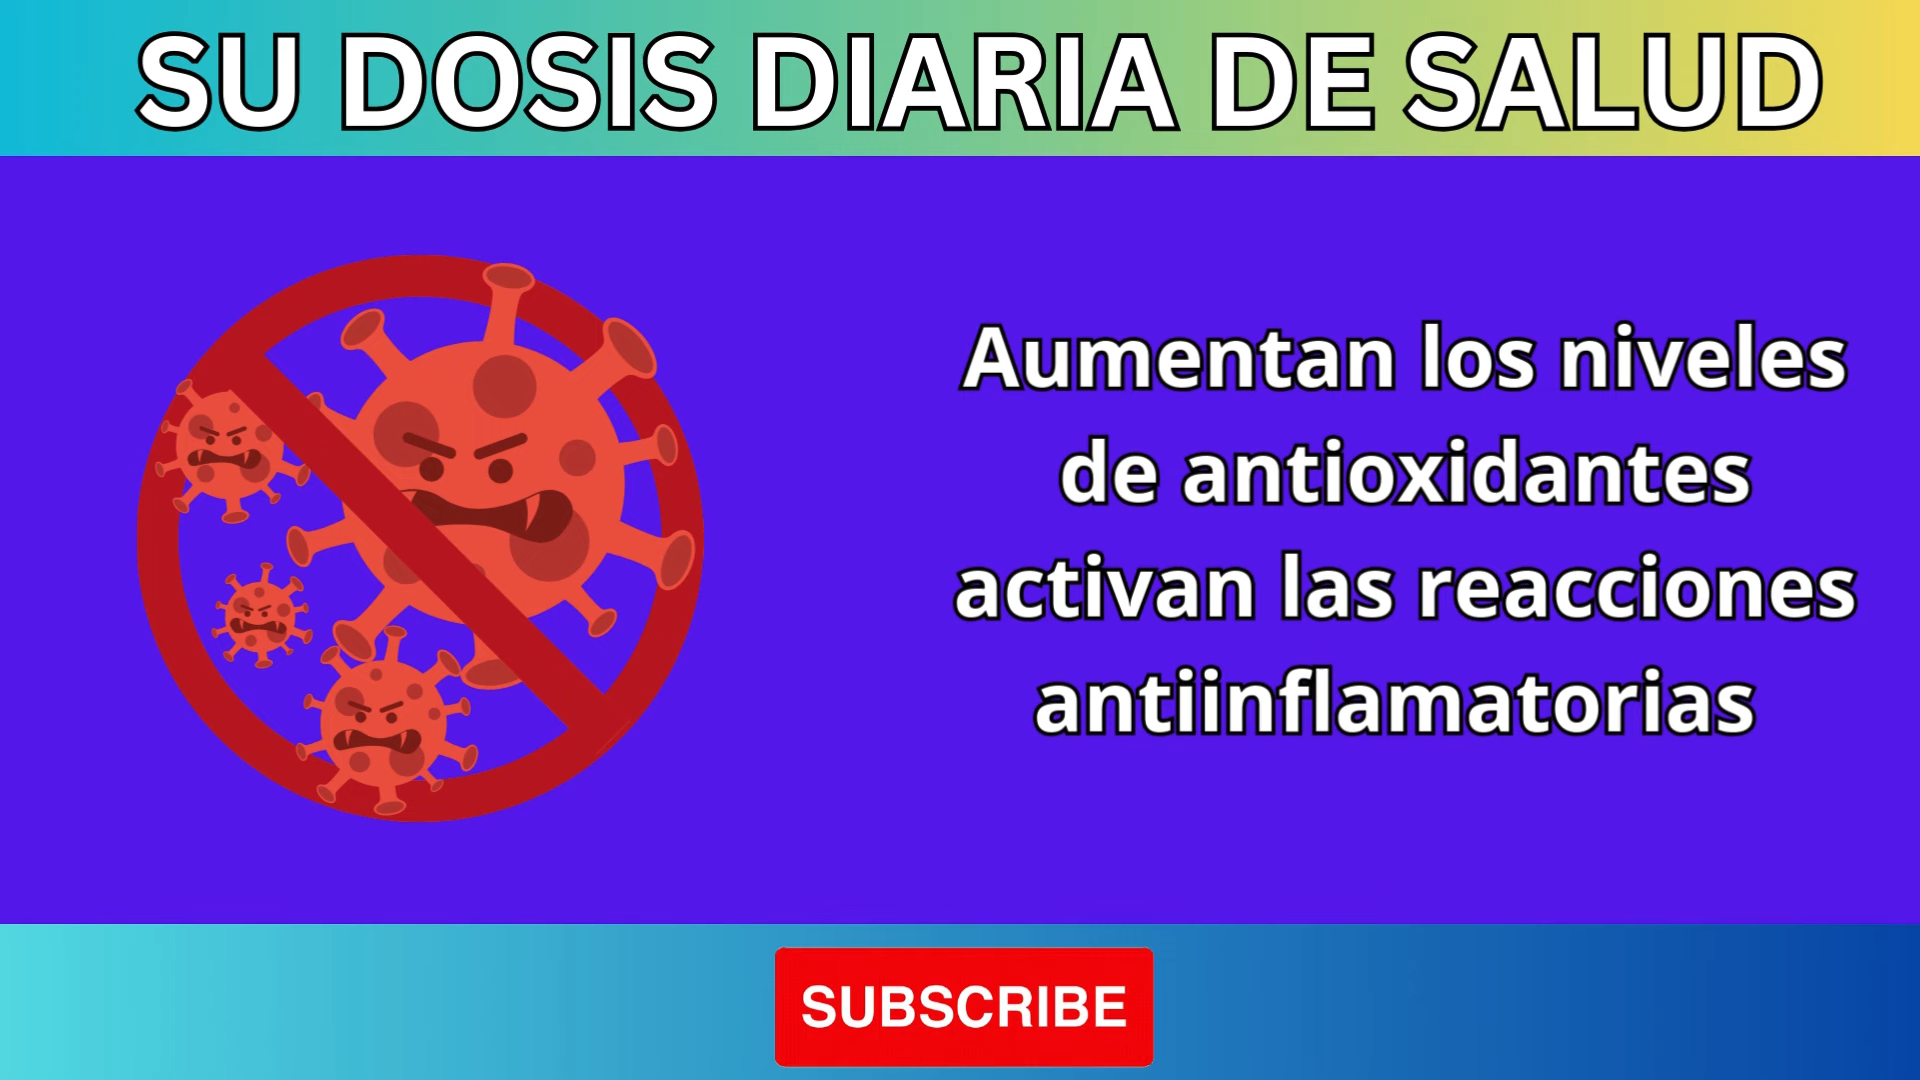 SU DOSIS DIARIA DE SALUD
Aumentan los niveles
de antioxidantes
activan las reacciones
antiinflamatorias
SUBSCRIBE